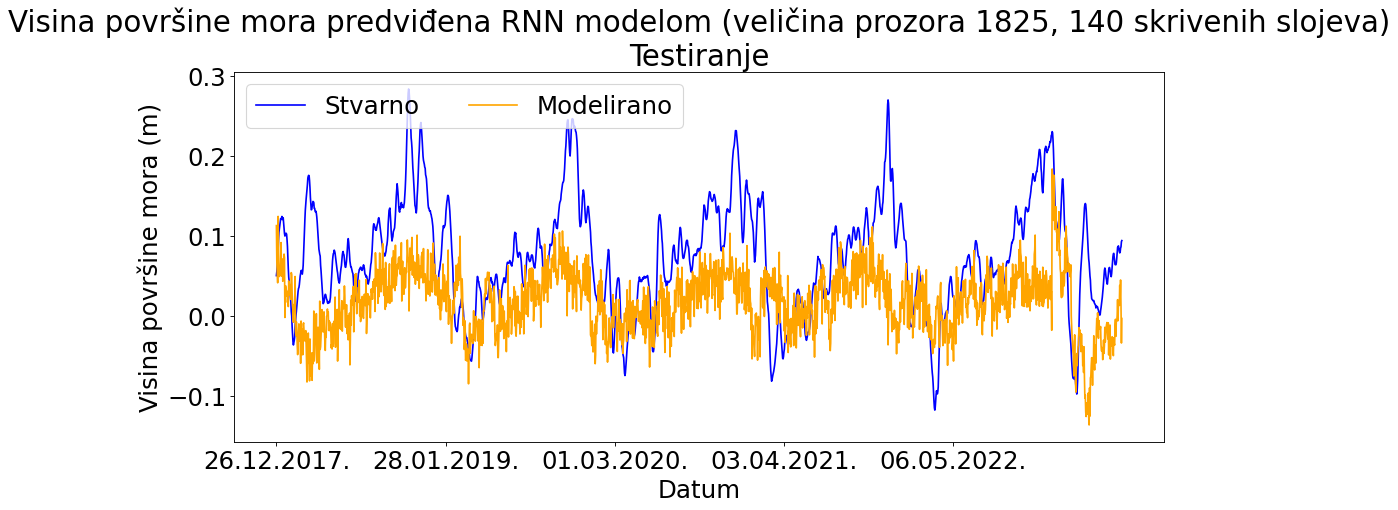 Visina površine mora predviđena RNN modelom (veličina prozora 1825, 140 skrivenih slojeva)
Testiranje
Stvarno Modelirano
Visina površine mora (m)
0.3
0.2
0.1
0.0
−0.1
26.12.2017. 28.01.2019. 01.03.2020. 03.04.2021. 06.05.2022.
Datum